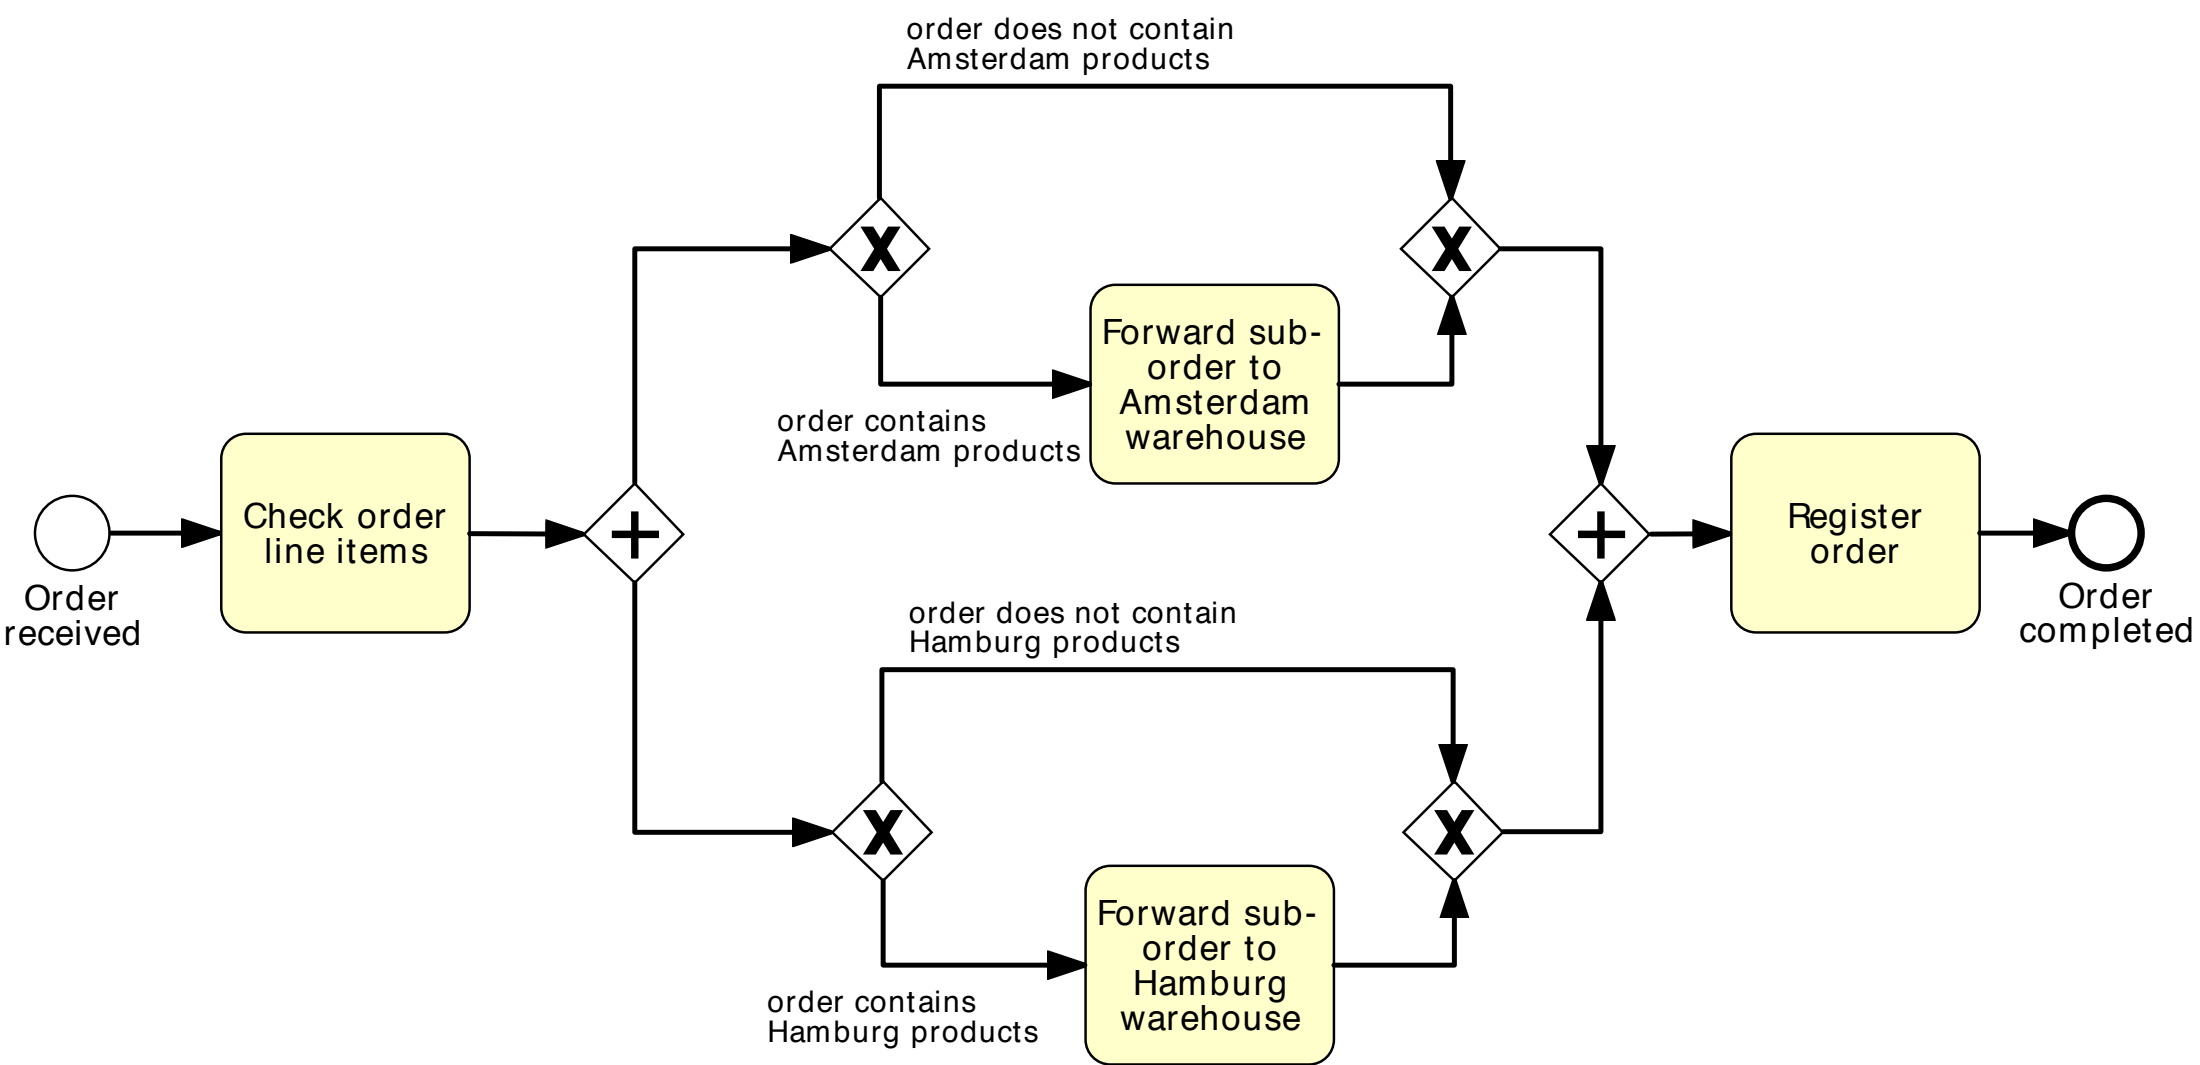 order does not contain
Amsterdam products
X
X
Forward sub-
order to
Amsterdam
warehouse
order contains
Amsterdam products
Check order
line items
Order
received
+
+
Register
order
Order
completed
order does not contain
Hamburg products
X
X
Forward sub-
order to
Hamburg
warehouse
order contains
Hamburg products